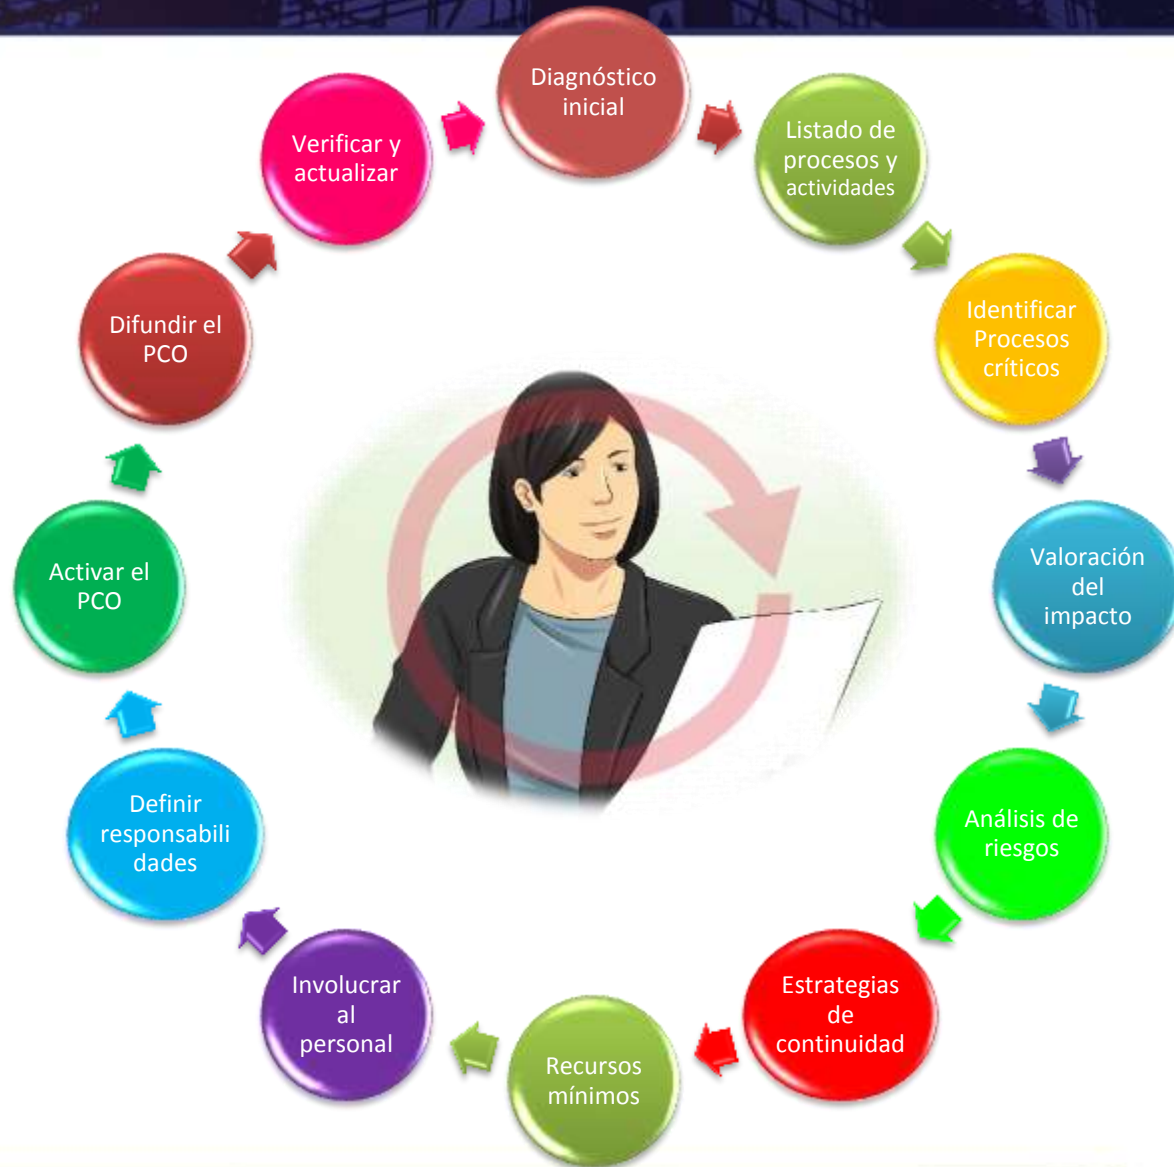 Diagnóstico
inicial
Listado de
procesos y
actividades
Identificar
Procesos
críticos
Valoración
del
impacto
Análisis de
riesgos
Estrategias
de
continuidad
Recursos
mínimos
Involucrar
al
personal
Definir
responsabili
dades
Activar el
PCO
Difundir el
PCO
Verificar y
actualizar